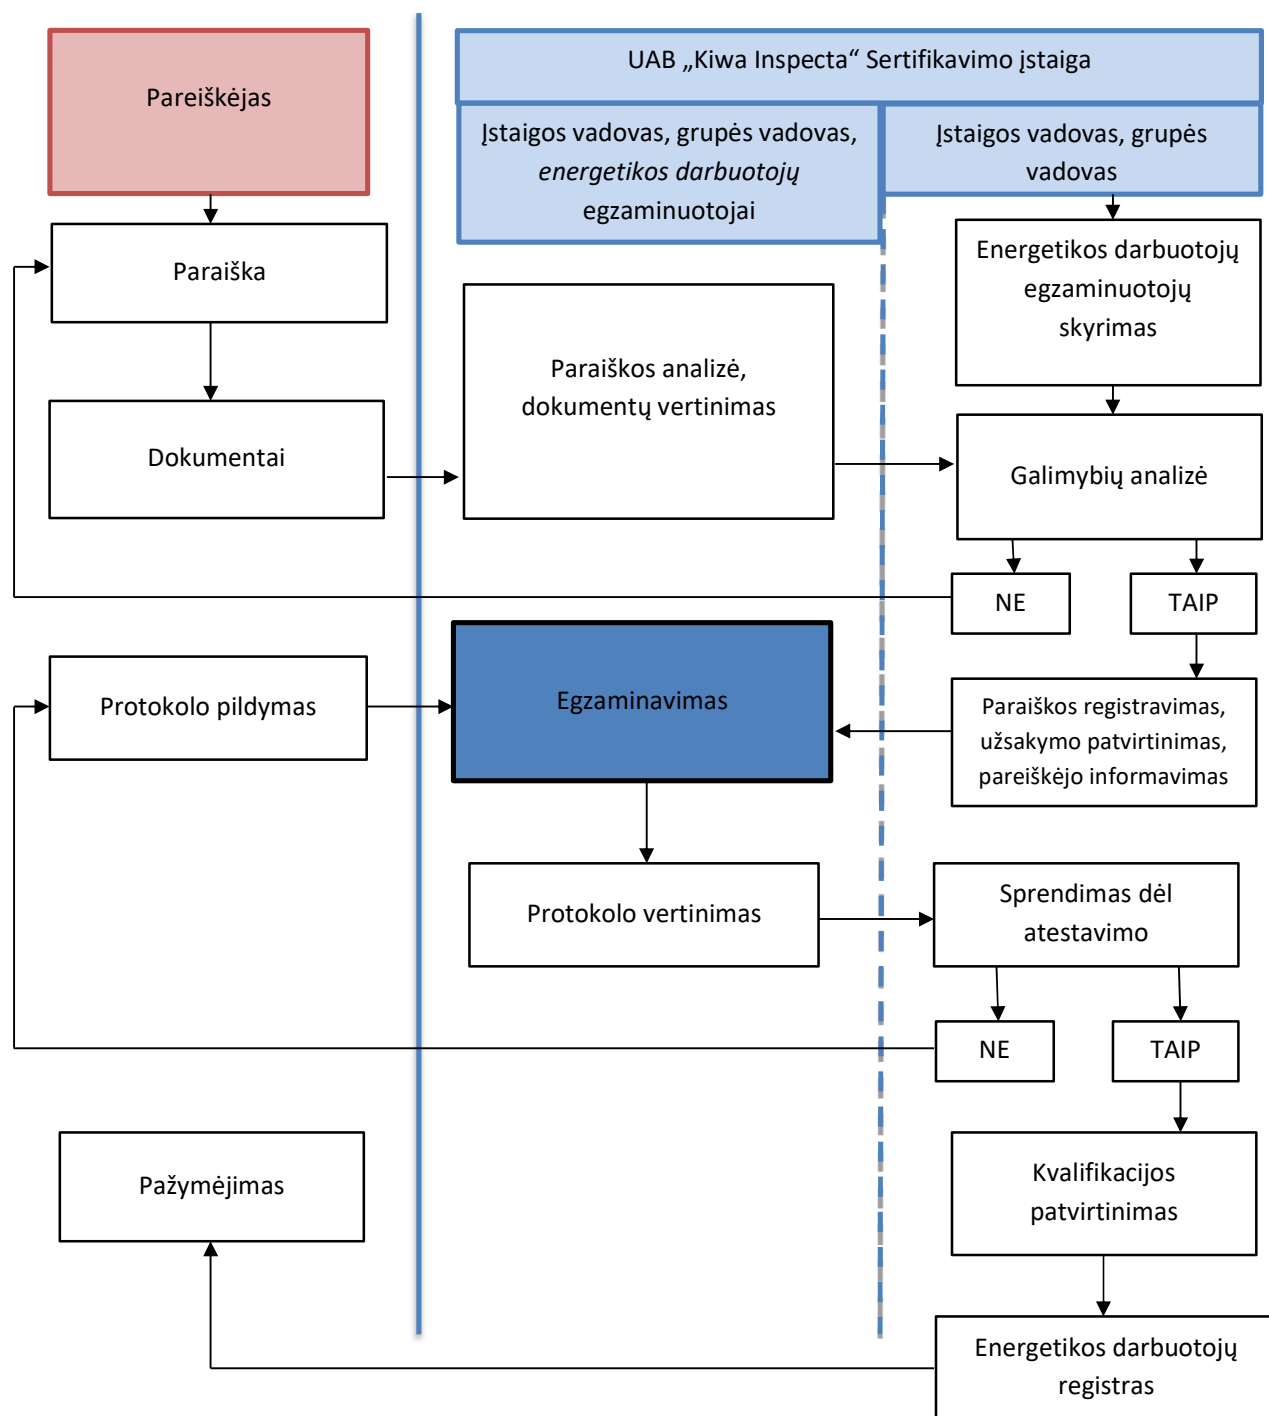 Pareiškėjas
UAB „Kiwa Inspecta“ Sertifikavimo įstaiga
Įstaigos vadovas, grupės vadovas,
energetikos darbuotojų
egzaminuotojai
Įstaigos vadovas, grupės
vadovas
Paraiška
Energetikos darbuotojų
egzaminuotojų
skyrimas
Paraiškos analizė,
dokumentų vertinimas
Dokumentai
Galimybių analizė
NE
TAIP
Protokolo pildymas
Egzaminavimas
Paraiškos registravimas,
užsakymo patvirtinimas,
pareiškėjo informavimas
Protokolo vertinimas
Sprendimas dėl
atestavimo
NE
TAIP
Pažymėjimas
Kvalifikacijos
patvirtinimas
Energetikos darbuotojų
registras